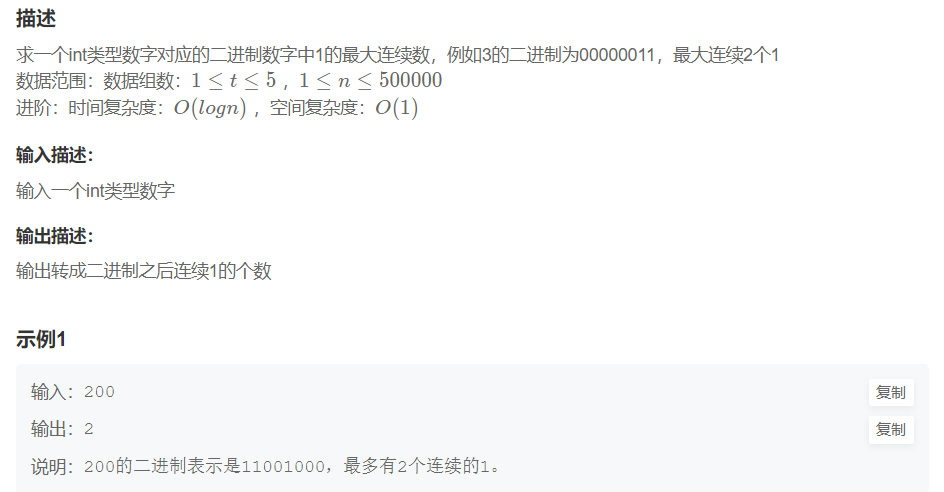 描述
求一个int类型数字对应的二进制数字中1的最大连续数，例如3的二进制为00000011，最大连续2个1
数据范围：数据组数：1 ≤ t ≤ 5 ，1 ≤ n ≤ 500000
进阶：时间复杂度：O(logn) ，空间复杂度：O(1)
输入描述：
输入一个int类型数字
输出描述：
输出转成二进制之后连续1的个数
示例1
输入：200 复制
输出：2 复制
说明：200的二进制表示是11001000，最多有2个连续的1。